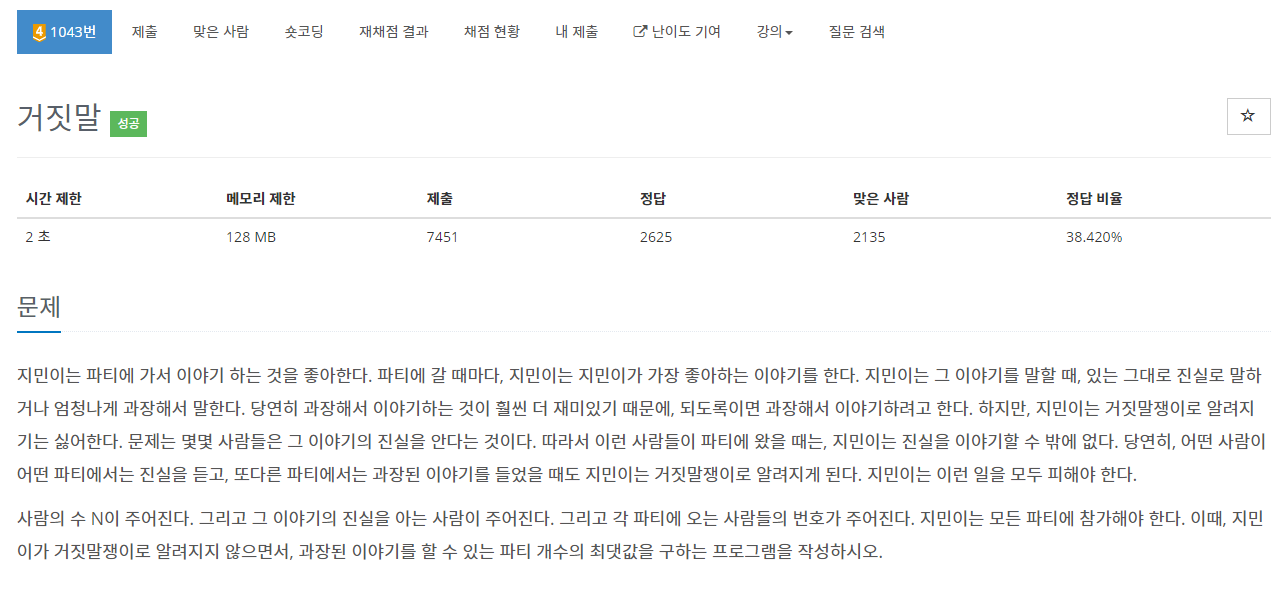 4 1043번 제출 맞은 사람 숏코딩 재채점 결과 채점 현황 내 제출 난이도 기여 강의 질문 검색
거짓말 성공
시간 제한 메모리 제한 제출 정답 맞은 사람 정답 비율
2 초 128 MB 7451 2625 2135 38.420%
문제
지민이는 파티에 가서 이야기 하는 것을 좋아한다. 파티에 갈 때마다, 지민이는 지민이가 가장 좋아하는 이야기를 한다. 지민이는 그 이야기를 말할 때, 있는 그대로 진실로 말하
거나 엄청나게 과장해서 말한다. 당연히 과장해서 이야기하는 것이 훨씬 더 재미있기 때문에, 되도록이면 과장해서 이야기하려고 한다. 하지만, 지민이는 거짓말쟁이로 알려지
기는 싫어한다. 문제는 몇몇 사람들은 그 이야기의 진실을 안다는 것이다. 따라서 이런 사람들이 파티에 왔을 때는, 지민이는 진실을 이야기할 수 밖에 없다. 당연히, 어떤 사람이
어떤 파티에서는 진실을 듣고, 또다른 파티에서는 과장된 이야기를 들었을 때도 지민이는 거짓말쟁이로 알려지게 된다. 지민이는 이런 일을 모두 피해야 한다.
사람의 수 N이 주어진다. 그리고 그 이야기의 진실을 아는 사람이 주어진다. 그리고 각 파티에 오는 사람들의 번호가 주어진다. 지민이는 모든 파티에 참가해야 한다. 이때, 지민
이가 거짓말쟁이로 알려지지 않으면서, 과장된 이야기를 할 수 있는 파티 개수의 최댓값을 구하는 프로그램을 작성하시오.